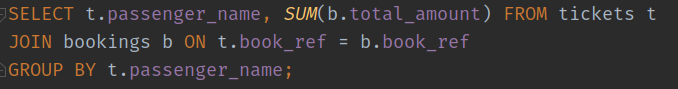 SELECT t.passenger_name, SUM(b.total_amount) FROM tickets t
JOIN bookings b ON t.book_ref = b.book_ref
GROUP BY t.passenger_name;